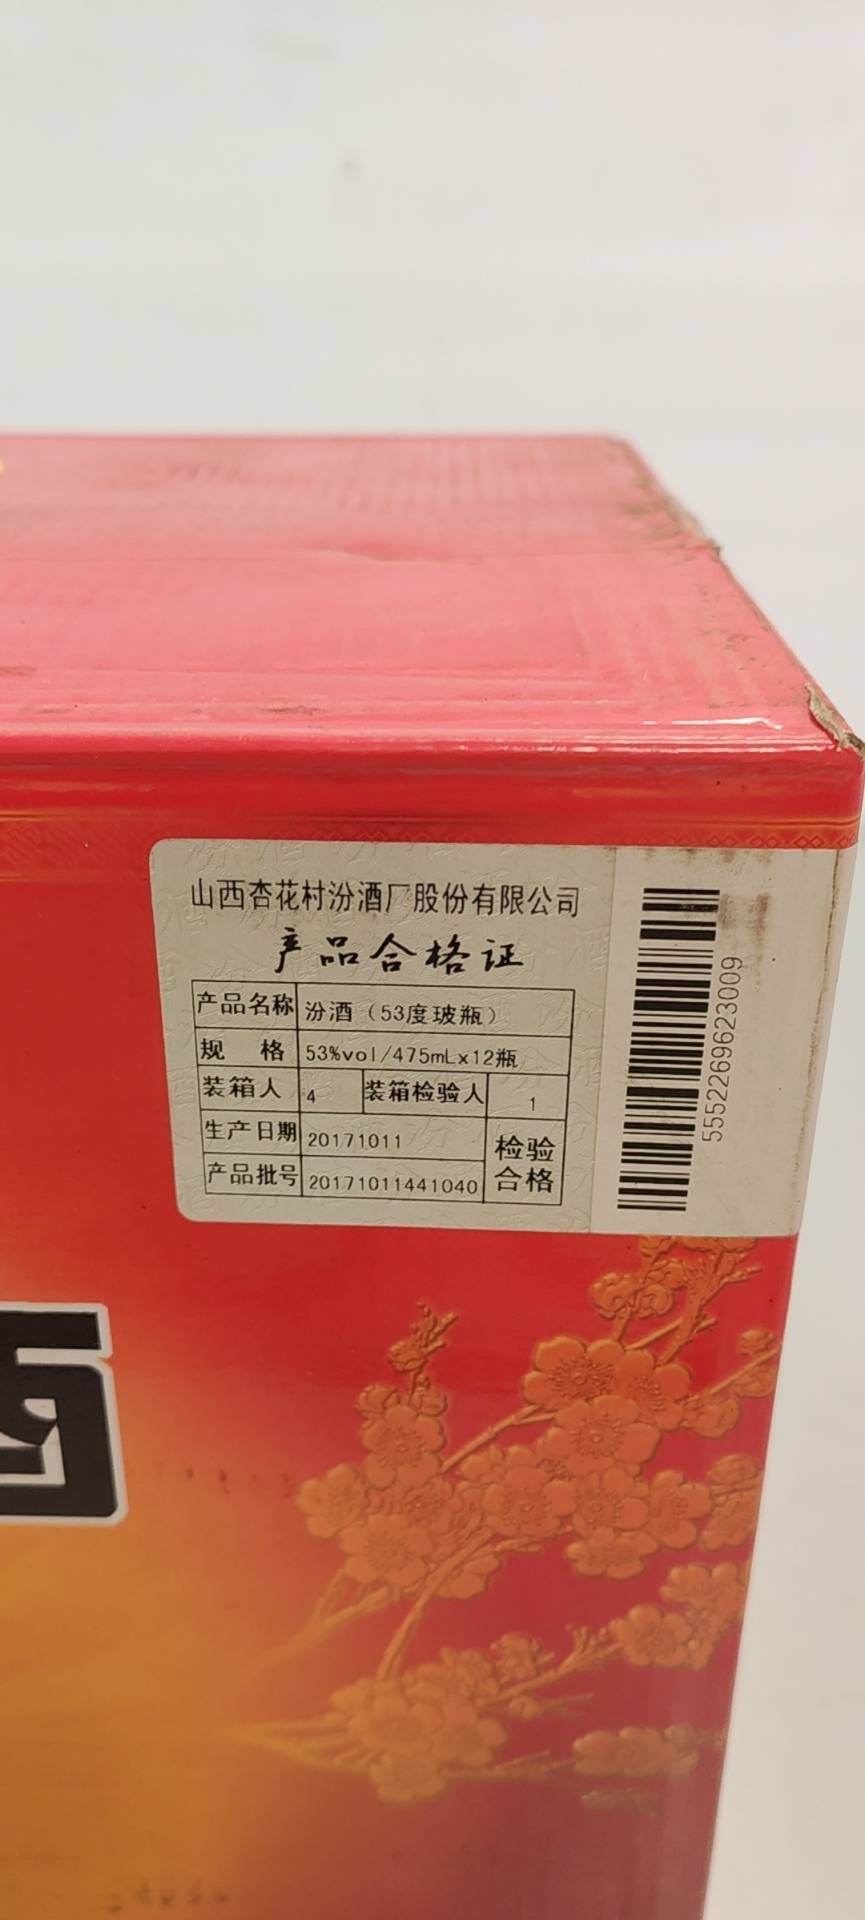 山西杏花村汾酒厂股份有限公司
产品合格证
产品名称 汾酒（53度玻瓶）
规 格 53%vol/475mLx12瓶
装箱人 4 装箱检验人 1
生产日期 20171011 检验
产品批号 20171011441040 合格
5552269623009
酒